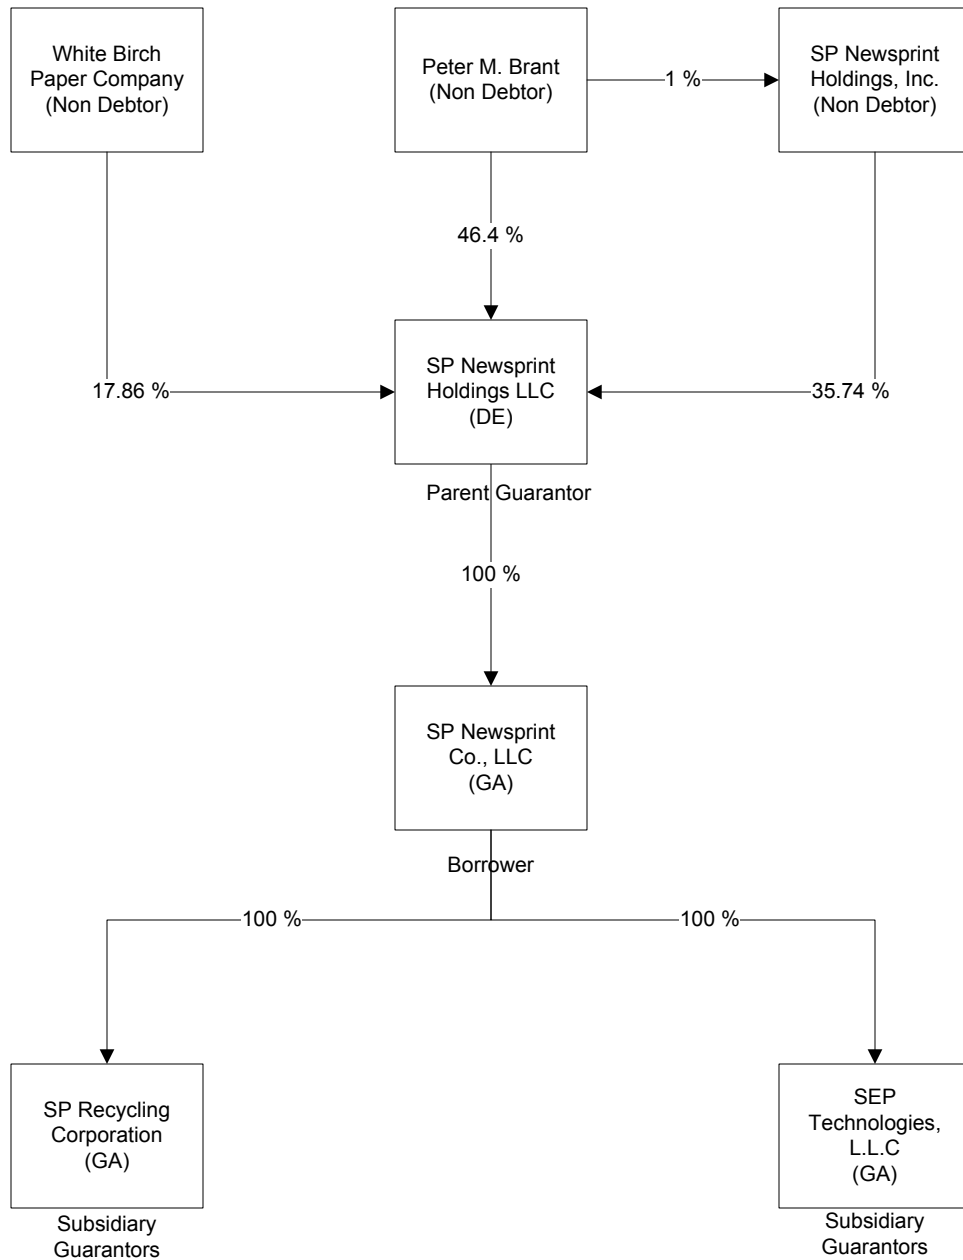 White Birch
Paper Company
(Non Debtor)
Peter M. Brant
(Non Debtor)
1 %
SP Newsprint
Holdings, Inc.
(Non Debtor)
46.4 %
17.86 %
SP Newsprint
Holdings LLC
(DE)
35.74 %
Parent Guarantor
100 %
SP Newsprint
Co., LLC
(GA)
Borrower
100 %
100 %
SP Recycling
Corporation
(GA)
Subsidiary
Guarantors
SEP
Technologies,
L.L.C
(GA)
Subsidiary
Guarantors